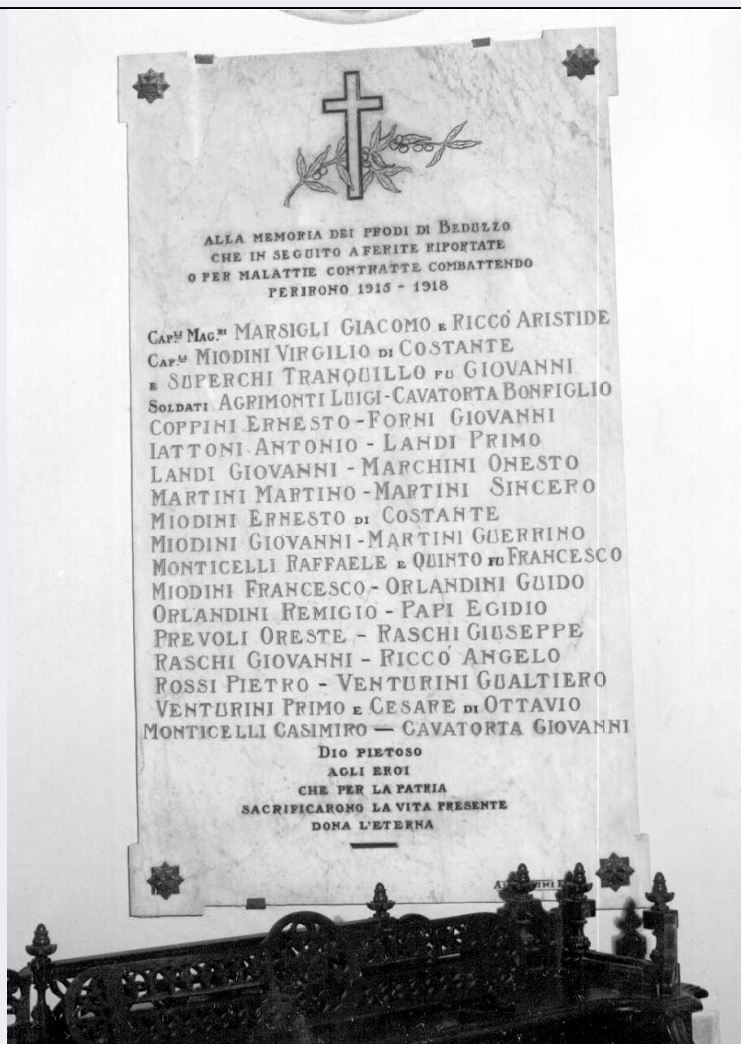 ALLA MEMORIA DEI PRODI DI BEDUZZO
CHE IN SEGUITO A FERITE RIPORTATE
O PER MALATTIE CONTRATTE COMBATTENDO
PERIRONO 1915 - 1918
CAP.LI MAG.RI MARSIGLI GIACOMO E RICCÒ ARISTIDE
CAP.LI MIODINI VIRGILIO DI COSTANTE
E SUPERCHI TRANQUILLO FU GIOVANNI
SOLDATI AGRIMONTI LUIGI - CAVATORTA BONFIGLIO
COPPINI ERNESTO - FORNI GIOVANNI
IATTONI ANTONIO - LANDI PRIMO
LANDI GIOVANNI - MARCHINI ONESTO
MARTINI MARTINO - MARTINI SINCERO
MIODINI ERNESTO DI COSTANTE
MIODINI GIOVANNI - MARTINI GUERRINO
MONTICELLI RAFFAELE E QUINTO FU FRANCESCO
MIODINI FRANCESCO - ORLANDINI GUIDO
ORLANDINI REMIGIO - PAPI EGIDIO
PREVOLI ORESTE - RASCHI GIUSEPPE
RASCHI GIOVANNI - RICCÒ ANGELO
ROSSI PIETRO - VENTURINI GUALTIERO
VENTURINI PRIMO E CESARE DI OTTAVIO
MONTICELLI CASIMIRO — CAVATORTA GIOVANNI
DIO PIETOSO
AGLI EROI
CHE PER LA PATRIA
SACRIFICARONO LA VITA PRESENTE
DONA L'ETERNA